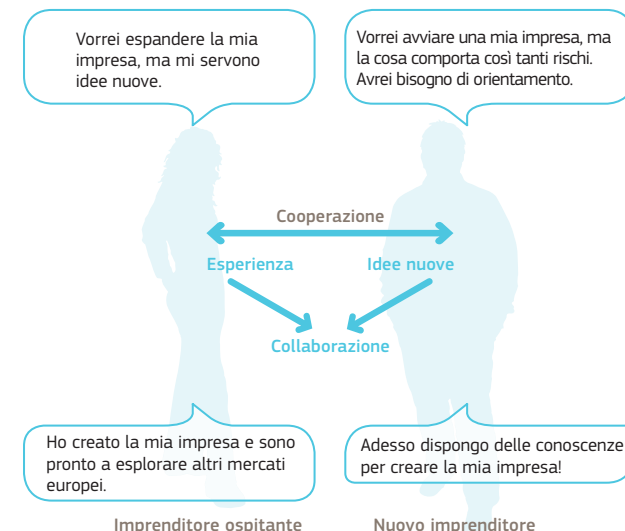 Vorrei espandere la mia
impresa, ma mi servono
idee nuove.
Vorrei avviare una mia impresa, ma
la cosa comporta così tanti rischi.
Avrei bisogno di orientamento.
Cooperazione
Esperienza
Idee nuove
Collaborazione
Ho creato la mia impresa e sono
pronto a esplorare altri mercati
europei.
Adesso dispongo delle conoscenze
per creare la mia impresa!
Imprenditore ospitante
Nuovo imprenditore